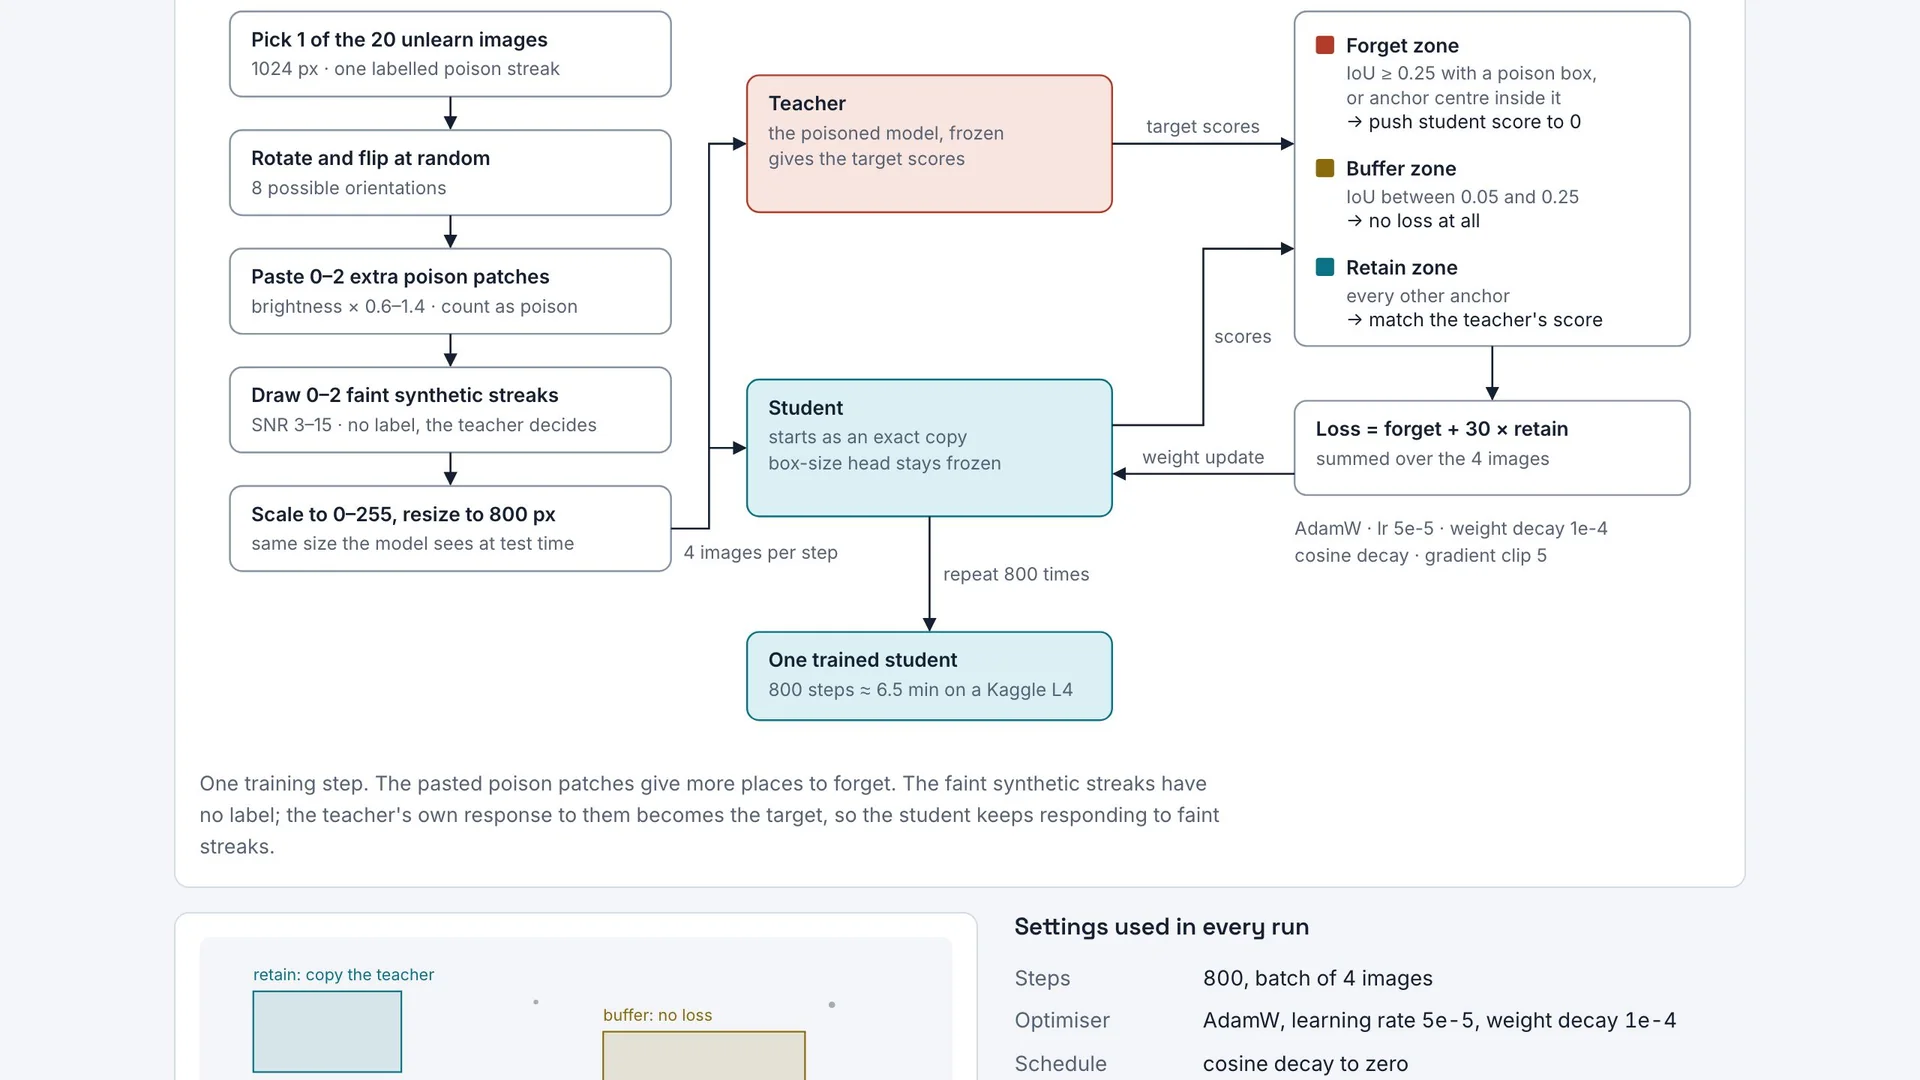 Pick 1 of the 20 unlearn images
1024 px · one labelled poison streak
Rotate and flip at random
8 possible orientations
Paste 0–2 extra poison patches
brightness × 0.6–1.4 · count as poison
Draw 0–2 faint synthetic streaks
SNR 3–15 · no label, the teacher decides
Scale to 0–255, resize to 800 px
same size the model sees at test time
4 images per step
Teacher
the poisoned model, frozen
gives the target scores
target scores
Student
starts as an exact copy
box-size head stays frozen
scores
weight update
repeat 800 times
One trained student
800 steps ≈ 6.5 min on a Kaggle L4
Forget zone
IoU ≥ 0.25 with a poison box,
or anchor centre inside it
→ push student score to 0
Buffer zone
IoU between 0.05 and 0.25
→ no loss at all
Retain zone
every other anchor
→ match the teacher's score
Loss = forget + 30 × retain
summed over the 4 images
AdamW · lr 5e-5 · weight decay 1e-4
cosine decay · gradient clip 5
One training step. The pasted poison patches give more places to forget. The faint synthetic streaks have
no label; the teacher's own response to them becomes the target, so the student keeps responding to faint
streaks.
retain: copy the teacher
buffer: no loss
Settings used in every run
Steps 800, batch of 4 images
Optimiser AdamW, learning rate 5e-5, weight decay 1e-4
Schedule cosine decay to zero